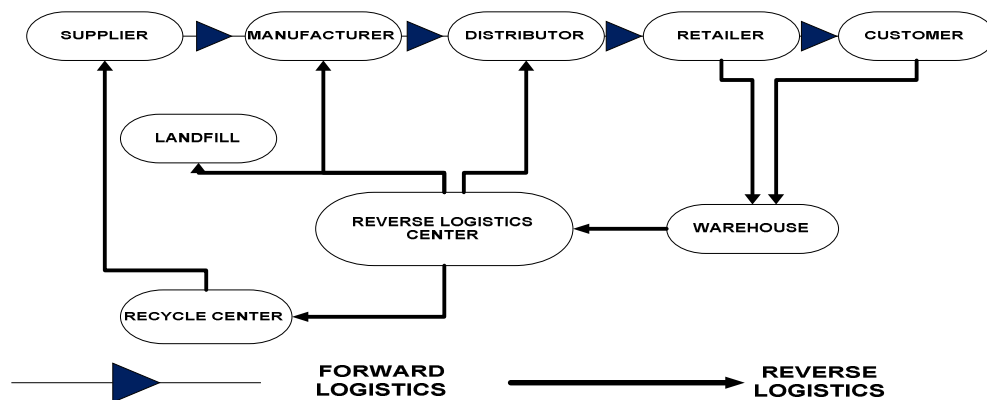 SUPPLIER
MANUFACTURER
DISTRIBUTOR
RETAILER
CUSTOMER
LANDFILL
REVERSE LOGISTICS
CENTER
WAREHOUSE
RECYCLE CENTER
FORWARD
LOGISTICS
REVERSE
LOGISTICS